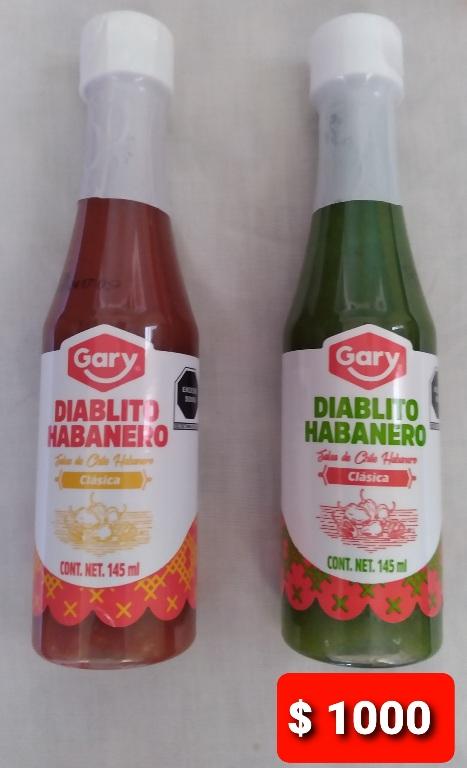 Gary
DIABLITO
HABANERO
Salsa de Chile Habanero
Clásica
CONT. NET. 145 ml
Gary
DIABLITO
HABANERO
Salsa de Chile Habanero
Clásica
CONT. NET. 145 ml
$ 1000